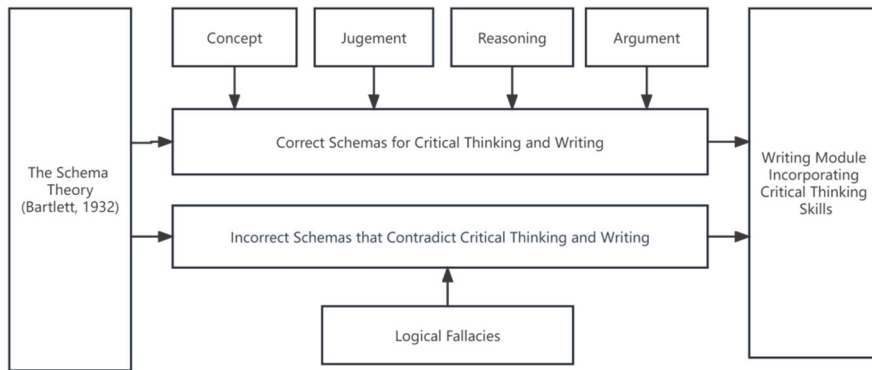 Concept
Jugement
Reasoning
Argument
Correct Schemas for Critical Thinking and Writing
The Schema
Theory
(Bartlett, 1932)
Writing Module
Incorporating
Critical Thinking
Skills
Incorrect Schemas that Contradict Critical Thinking and Writing
Logical Fallacies